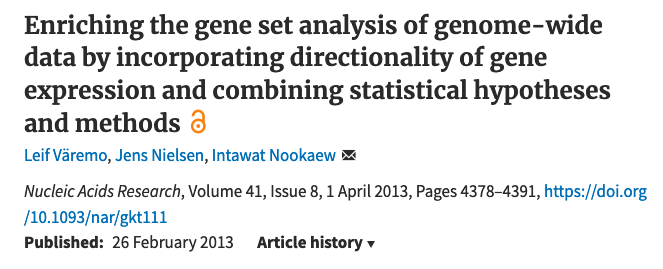 Enriching the gene set analysis of genome-wide
data by incorporating directionality of gene
expression and combining statistical hypotheses
and methods
Leif Väremo, Jens Nielsen, Intawat Nookaew
Nucleic Acids Research, Volume 41, Issue 8, 1 April 2013, Pages 4378–4391, https://doi.org
/10.1093/nar/gkt111
Published: 26 February 2013 Article history ▼